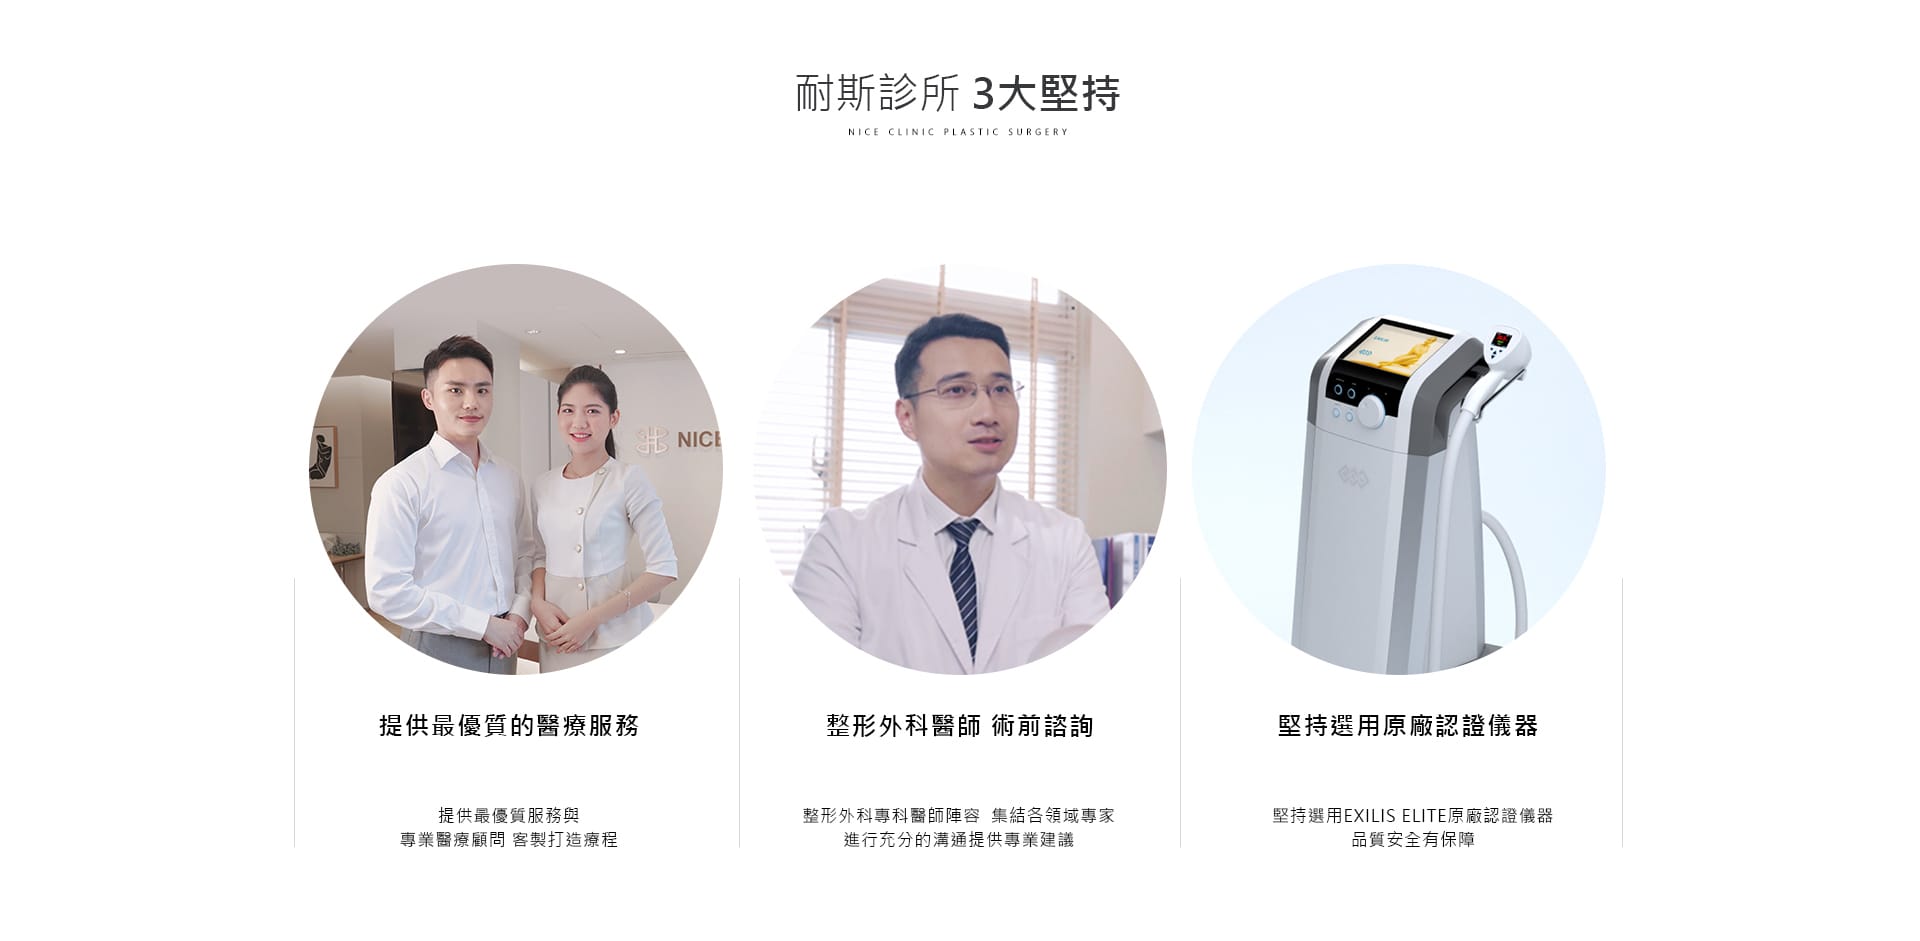 耐斯診所 3大堅持
NICE CLINIC PLASTIC SURGERY
NICE
提供最優質的醫療服務
整形外科醫師 術前諮詢
堅持選用原廠認證儀器
提供最優質服務與
專業醫療顧問 客製打造療程
整形外科專科醫師陣容 集結各領域專家
進行充分的溝通提供專業建議
堅持選用EXILIS ELITE原廠認證儀器
品質安全有保障